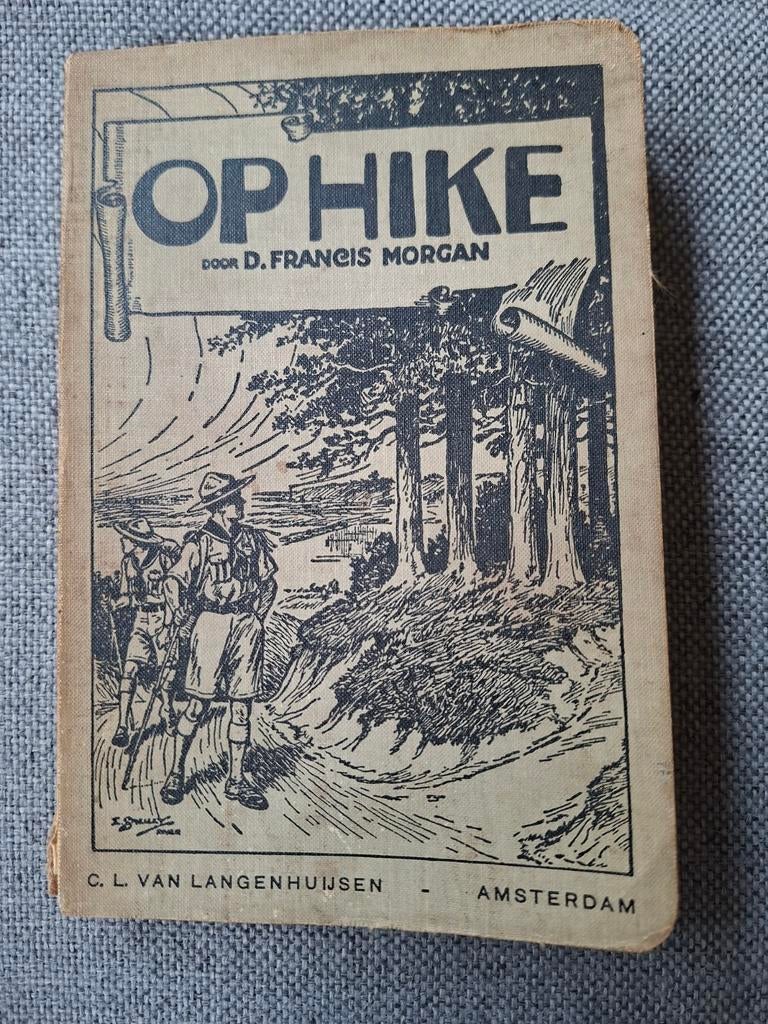 OP HIKE
DOOR D. FRANCIS MORGAN
C. L. VAN LANGENHUIJSEN - AMSTERDAM